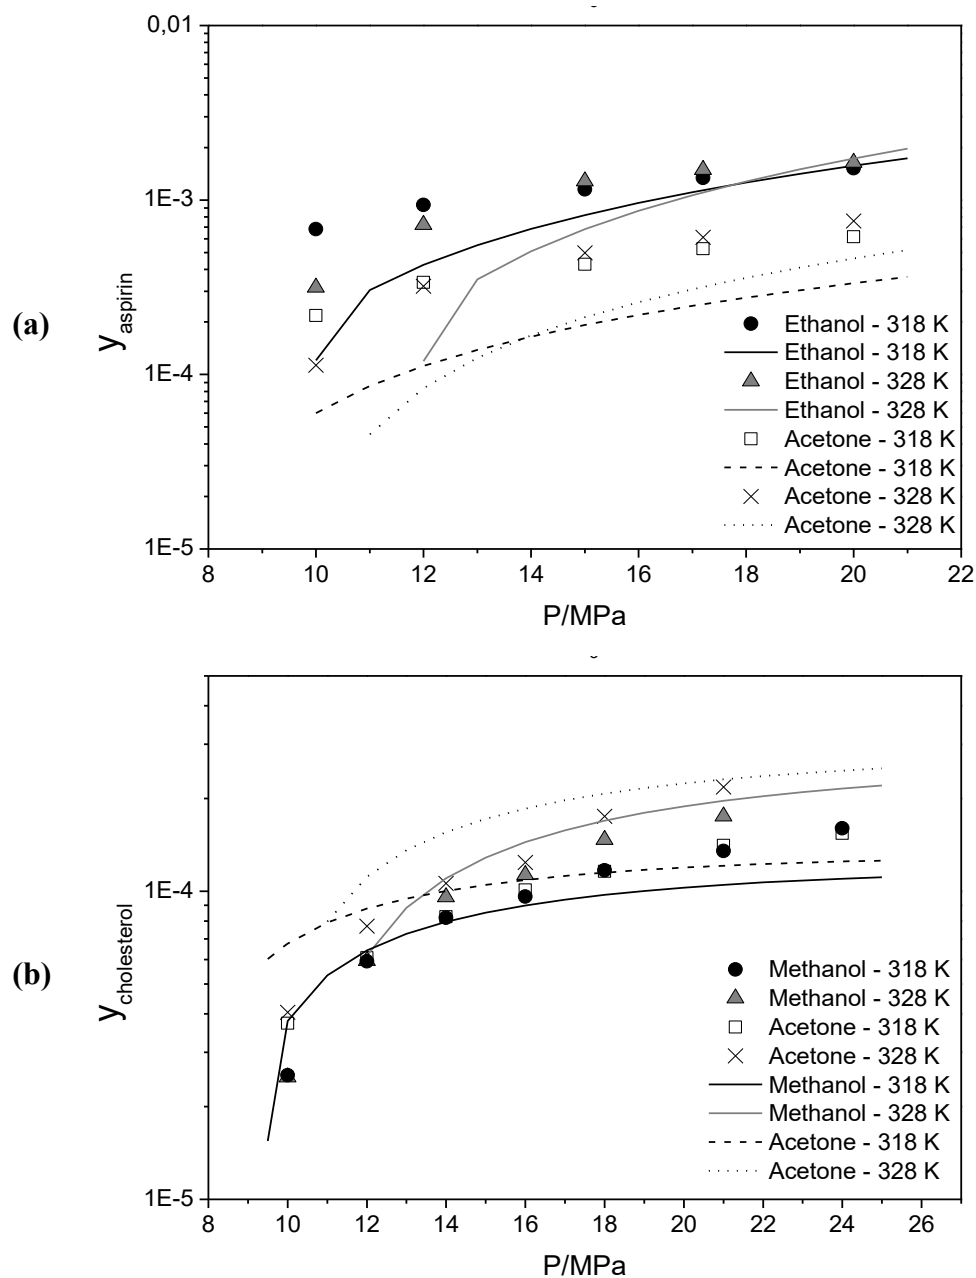 0,01
1E-3
1E-4
1E-5
(a)
y aspirin
Ethanol - 318 K
Ethanol - 318 K
Ethanol - 328 K
Ethanol - 328 K
Acetone - 318 K
Acetone - 318 K
Acetone - 328 K
Acetone - 328 K
8 10 12 14 16 18 20 22
P/MPa
1E-4
1E-5
(b)
y cholesterol
Methanol - 318 K
Methanol - 328 K
Acetone - 318 K
Acetone - 328 K
Methanol - 318 K
Methanol - 328 K
Acetone - 318 K
Acetone - 328 K
8 10 12 14 16 18 20 22 24 26
P/MPa